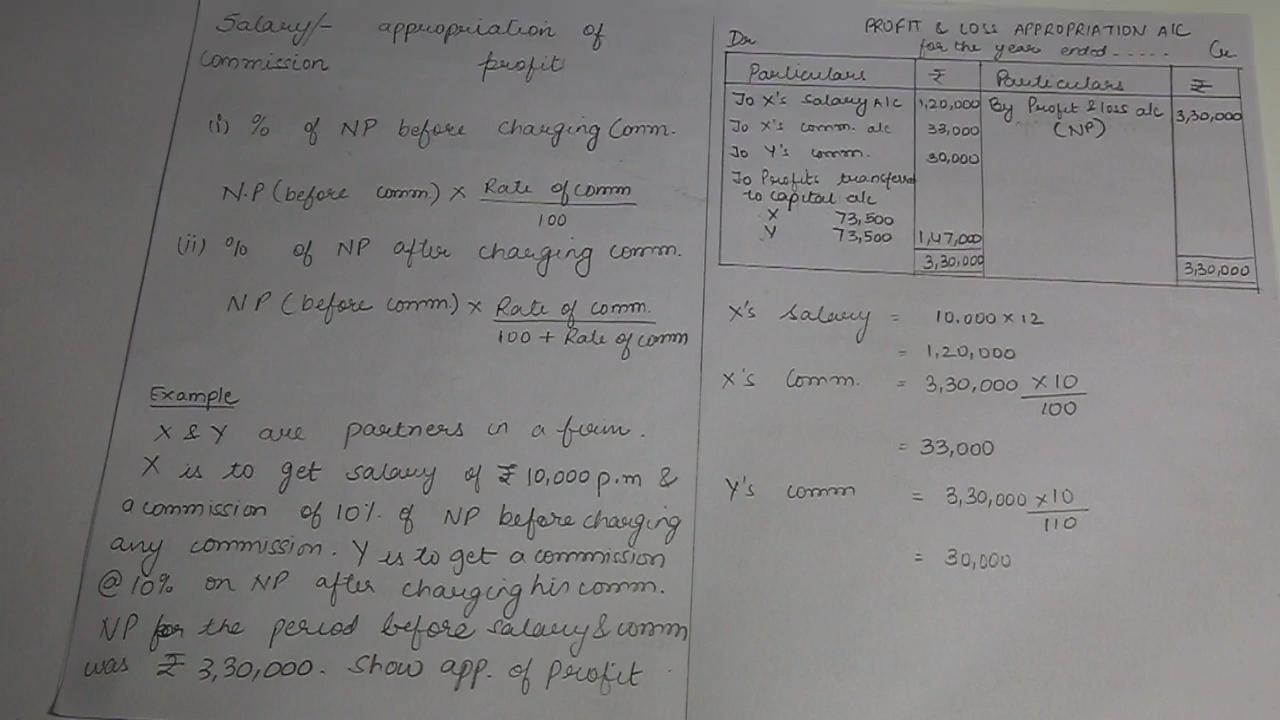 Salary/- appropriation of
commission profit
(i) % of NP before charging Comm.
N.P (before comm.) × Rate of comm
100
(ii) % of NP after charging comm.
NP (before comm.) × Rate of comm.
100 + Rate of comm
Example
X & Y are partners in a firm.
X is to get salary of ₹ 10,000 p.m &
a commission of 10% of NP before charging
any commission. Y is to get a commission
@ 10% on NP after charging his comm.
NP for the period before salary & comm
was ₹ 3,30,000. Show app. of profit
PROFIT & LOSS APPROPRIATION A/C
Dr for the year ended ..... Cr
Particulars ₹ Particulars ₹
To X's Salary A/c 1,20,000 By Profit & loss a/c 3,30,000
To X's comm. a/c 33,000 (NP)
To Y's comm. 30,000
To Profits transferred
to capital a/c
X 73,500
Y 73,500 1,47,000
3,30,000 3,30,000
X's salary = 10.000 × 12
= 1,20,000
X's Comm. = 3,30,000 × 10
100
= 33,000
Y's comm = 3,30,000 × 10
110
= 30,000